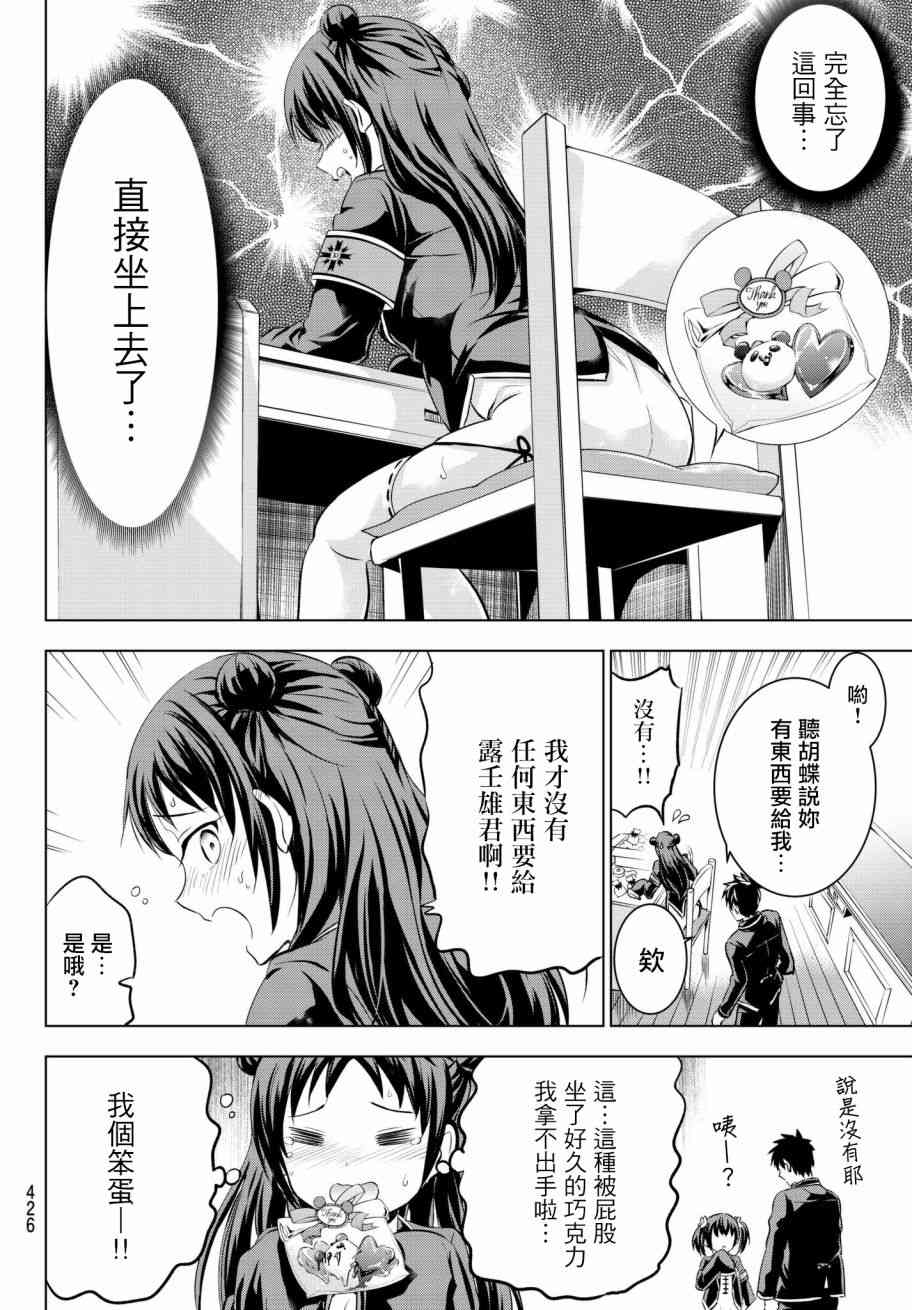 完全忘了
這回事…
Thank
you
直接坐上去了…
喲！
聽胡蝶説妳
有東西要給我…
沒有…!!
欸
我才沒有
任何東西要給
露壬雄君啊!!
是…
是哦？
說是沒有耶
咦—？
這…這種被屁股
坐了好久的巧克力
我拿不出手啦…
Thank
我個笨蛋—!!
426